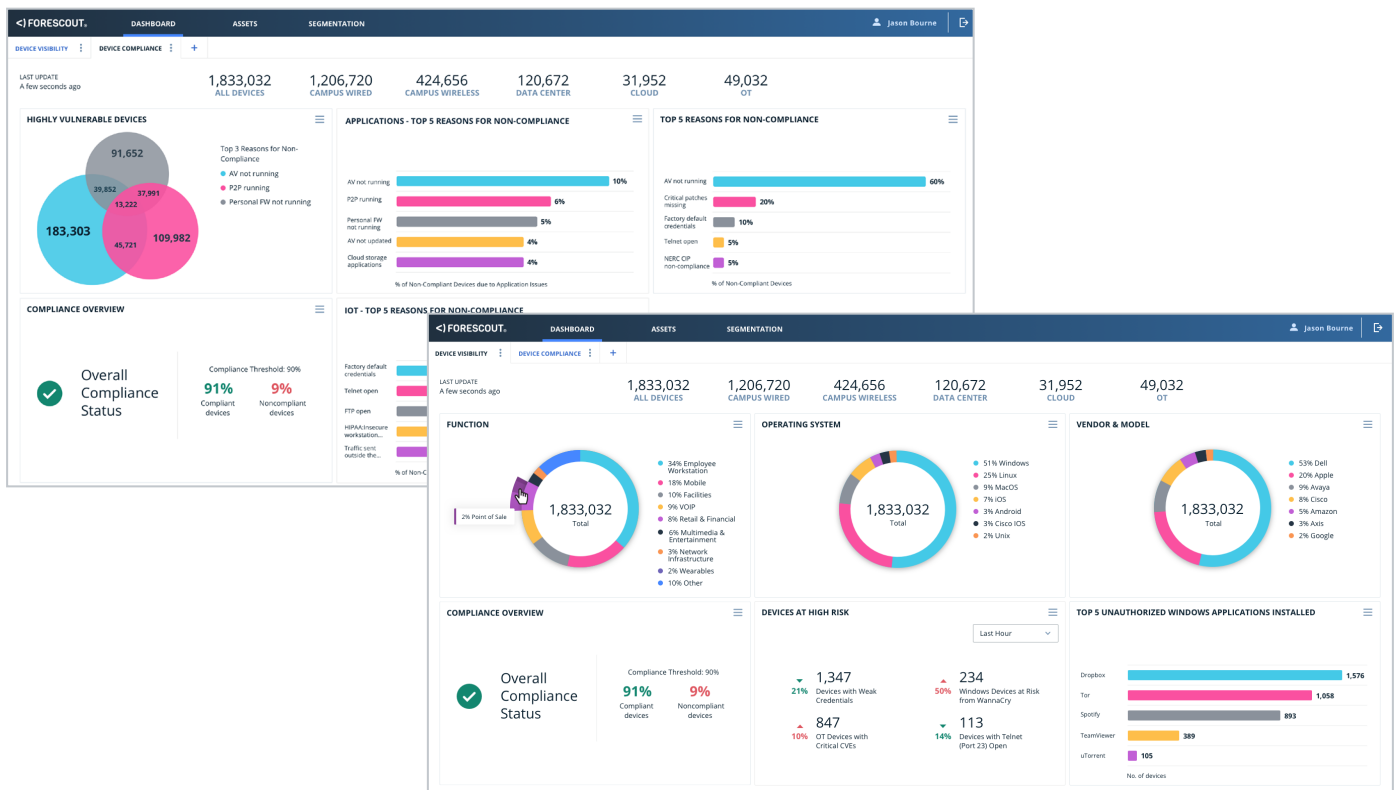 <) FORESCOUT.
DASHBOARD
ASSETS
SEGMENTATION
Jason Bourne
DEVICE VISIBILITY
DEVICE COMPLIANCE
+
LAST UPDATE
A few seconds ago
1,833,032
ALL DEVICES
1,206,720
CAMPUS WIRED
424,656
CAMPUS WIRELESS
120,672
DATA CENTER
31,952
CLOUD
49,032
OT
HIGHLY VULNERABLE DEVICES
91,652
39,852
37,991
13,222
183,303
109,982
45,721
Top 3 Reasons for Non-
Compliance
AV not running
P2P running
Personal FW not running
APPLICATIONS - TOP 5 REASONS FOR NON-COMPLIANCE
AV not running
10%
P2P running
6%
Personal FW
not running
5%
AV not updated
4%
Cloud storage
applications
4%
% of Non-Compliant Devices due to Application Issues
TOP 5 REASONS FOR NON-COMPLIANCE
AV not running
60%
Critical patches
missing
20%
Factory default
credentials
10%
Telnet open
5%
NERC CIP
non-compliance
5%
% of Non-Compliant Devices
COMPLIANCE OVERVIEW
Overall
Compliance
Status
Compliance Threshold: 90%
91%
Compliant
devices
9%
Noncompliant
devices
IOT - TOP 5 REASONS FOR NON-COMPLIANCE
Factory default
credentials
Telnet open
FTP open
HIPAA:Insecure
workstation...
Traffic sent
outside the...
% of Non-C
<) FORESCOUT.
DASHBOARD
ASSETS
SEGMENTATION
Jason Bourne
DEVICE VISIBILITY
DEVICE COMPLIANCE
+
LAST UPDATE
A few seconds ago
1,833,032
ALL DEVICES
1,206,720
CAMPUS WIRED
424,656
CAMPUS WIRELESS
120,672
DATA CENTER
31,952
CLOUD
49,032
OT
FUNCTION
2% Point of Sale
1,833,032
Total
34% Employee
Workstation
18% Mobile
10% Facilities
9% VOIP
8% Retail & Financial
6% Multimedia &
Entertainment
3% Network
Infrastructure
2% Wearables
10% Other
OPERATING SYSTEM
1,833,032
Total
51% Windows
25% Linux
9% MacOS
7% iOS
3% Android
3% Cisco IOS
2% Unix
VENDOR & MODEL
1,833,032
Total
53% Dell
20% Apple
9% Avaya
8% Cisco
5% Amazon
3% Axis
2% Google
COMPLIANCE OVERVIEW
Overall
Compliance
Status
Compliance Threshold: 90%
91%
Compliant
devices
9%
Noncompliant
devices
DEVICES AT HIGH RISK
Last Hour
21%
1,347
Devices with Weak
Credentials
50%
234
Windows Devices at Risk
from WannaCry
10%
847
OT Devices with
Critical CVEs
14%
113
Devices with Telnet
(Port 23) Open
TOP 5 UNAUTHORIZED WINDOWS APPLICATIONS INSTALLED
Dropbox
1,576
Tor
1,058
Spotify
893
TeamViewer
389
uTorrent
105
No. of devices